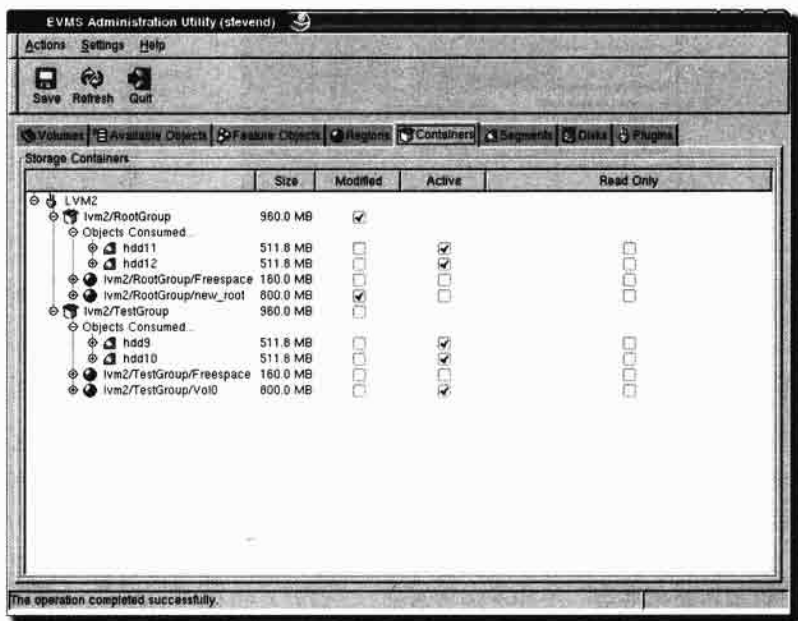 EVMS Administration Utility (stevend)
Actions Settings Help
Save Refresh Quit
Volumes Available Objects Feature Objects Regions Containers Segments Disks Plugins
Storage Containers
Size Modified Active Read Only
LVM2
lvm2/RootGroup 960.0 MB
Objects Consumed...
hdd11 511.8 MB
hdd12 511.8 MB
lvm2/RootGroup/Freespace 160.0 MB
lvm2/RootGroup/new_root 800.0 MB
lvm2/TestGroup 960.0 MB
Objects Consumed...
hdd9 511.8 MB
hdd10 511.8 MB
lvm2/TestGroup/Freespace 160.0 MB
lvm2/TestGroup/Vol0 800.0 MB
The operation completed successfully.